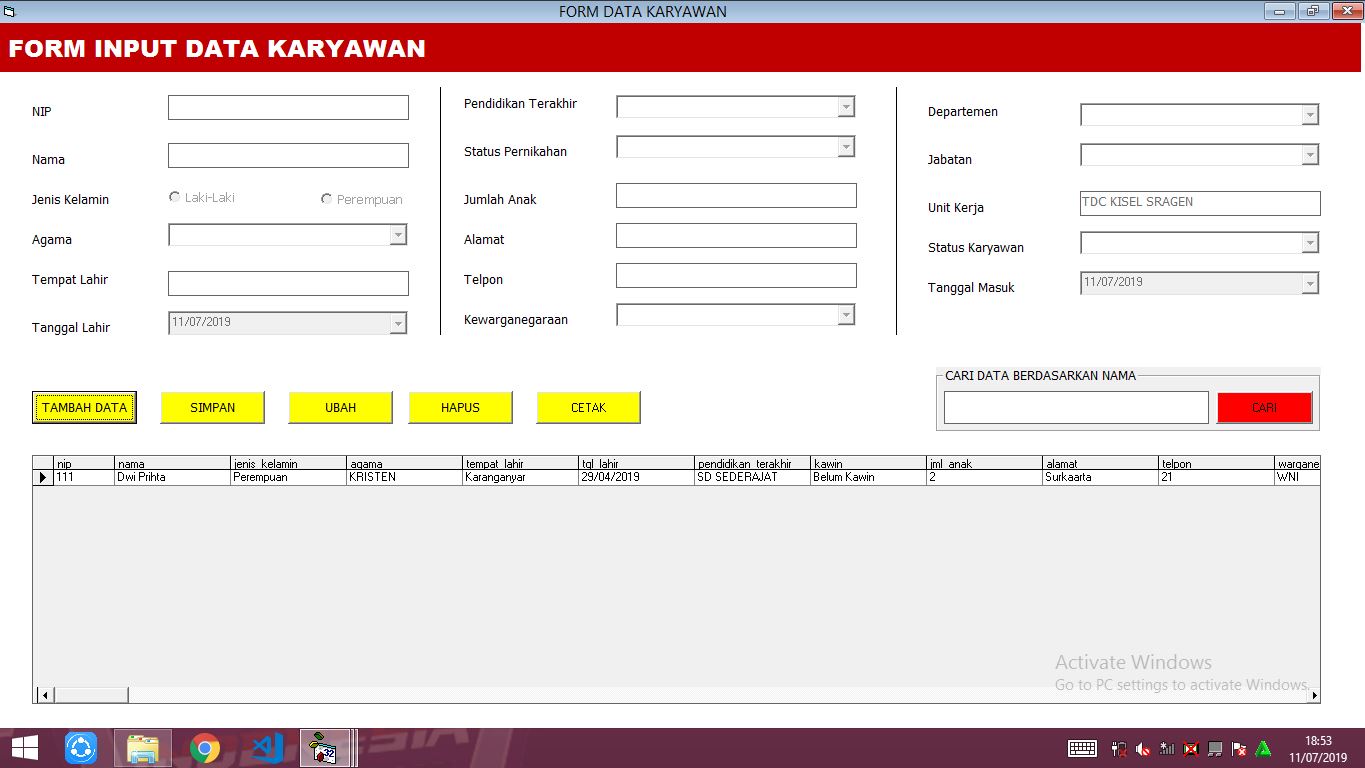 FORM DATA KARYAWAN
FORM INPUT DATA KARYAWAN
NIP
Nama
Jenis Kelamin
Laki-Laki
Perempuan
Agama
Tempat Lahir
Tanggal Lahir
11/07/2019
Pendidikan Terakhir
Status Pernikahan
Jumlah Anak
Alamat
Telpon
Kewarganegaraan
Departemen
Jabatan
Unit Kerja
TDC KISEL SRAGEN
Status Karyawan
Tanggal Masuk
11/07/2019
TAMBAH DATA
SIMPAN
UBAH
HAPUS
CETAK
CARI DATA BERDASARKAN NAMA
CARI
nip nama jenis_kelamin agama tempat_lahir tgl_lahir pendidikan_terakhir kawin jml_anak alamat telpon wargane
111 Dwi Prihta Perempuan KRISTEN Karanganyar 29/04/2019 SD SEDERAJAT Belum Kawin 2 Surkaarta 21 WNI
Activate Windows
Go to PC settings to activate Windows.
32
18:53
11/07/2019